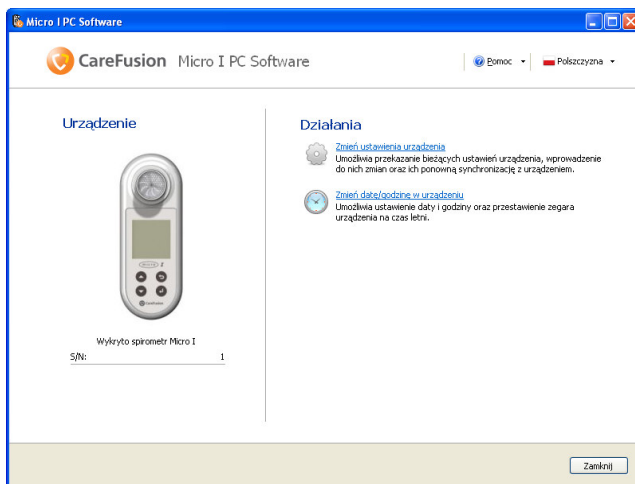 Micro I PC Software
CareFusion Micro I PC Software
Pomoc
Polszczyzna
Urządzenie
Wykryto spirometr Micro I
S/N: 1
Działania
Zmień ustawienia urządzenia
Umożliwia przekazanie bieżących ustawień urządzenia, wprowadzenie
do nich zmian oraz ich ponowną synchronizację z urządzeniem.
Zmień datę/godzinę w urządzeniu
Umożliwia ustawienie daty i godziny oraz przestawienie zegara
urządzenia na czas letni.
Zamknij